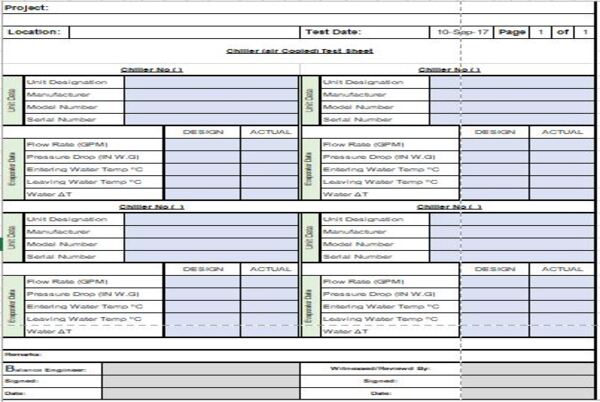 Project:
Location: Test Date: 10-Sep-17 Page 1 of 1
Chiller (air Cooled) Test Sheet
Chiller No ( ) Chiller No ( )
Unit Data Unit Designation Unit Data Unit Designation
Manufacturer Manufacturer
Model Number Model Number
Serial Number Serial Number
DESIGN ACTUAL DESIGN ACTUAL
Evaporator Data Flow Rate (GPM) Evaporator Data Flow Rate (GPM)
Pressure Drop (IN W.G) Pressure Drop (IN W.G)
Entering Water Temp °C Entering Water Temp °C
Leaving Water Temp °C Leaving Water Temp °C
Water ΔT Water ΔT
Chiller No ( ) Chiller No ( )
Unit Data Unit Designation Unit Data Unit Designation
Manufacturer Manufacturer
Model Number Model Number
Serial Number Serial Number
DESIGN ACTUAL DESIGN ACTUAL
Evaporator Data Flow Rate (GPM) Evaporator Data Flow Rate (GPM)
Pressure Drop (IN W.G) Pressure Drop (IN W.G)
Entering Water Temp °C Entering Water Temp °C
Leaving Water Temp °C Leaving Water Temp °C
Water ΔT Water ΔT
Remarks:
Balance Engineer: Witnessed/Reviewd By:
Signed: Signed:
Date: Date: